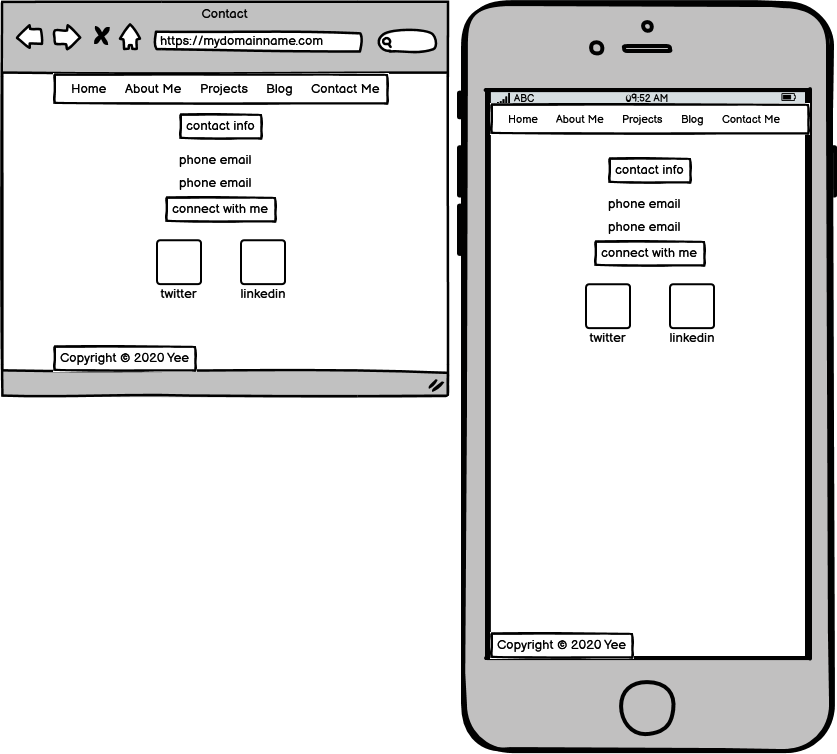 Contact
https://mydomainname.com
Home About Me Projects Blog Contact Me
contact info
phone email
phone email
connect with me
twitter linkedin
Copyright © 2020 Yee
ABC 09:52 AM
Home About Me Projects Blog Contact Me
contact info
phone email
phone email
connect with me
twitter linkedin
Copyright © 2020 Yee